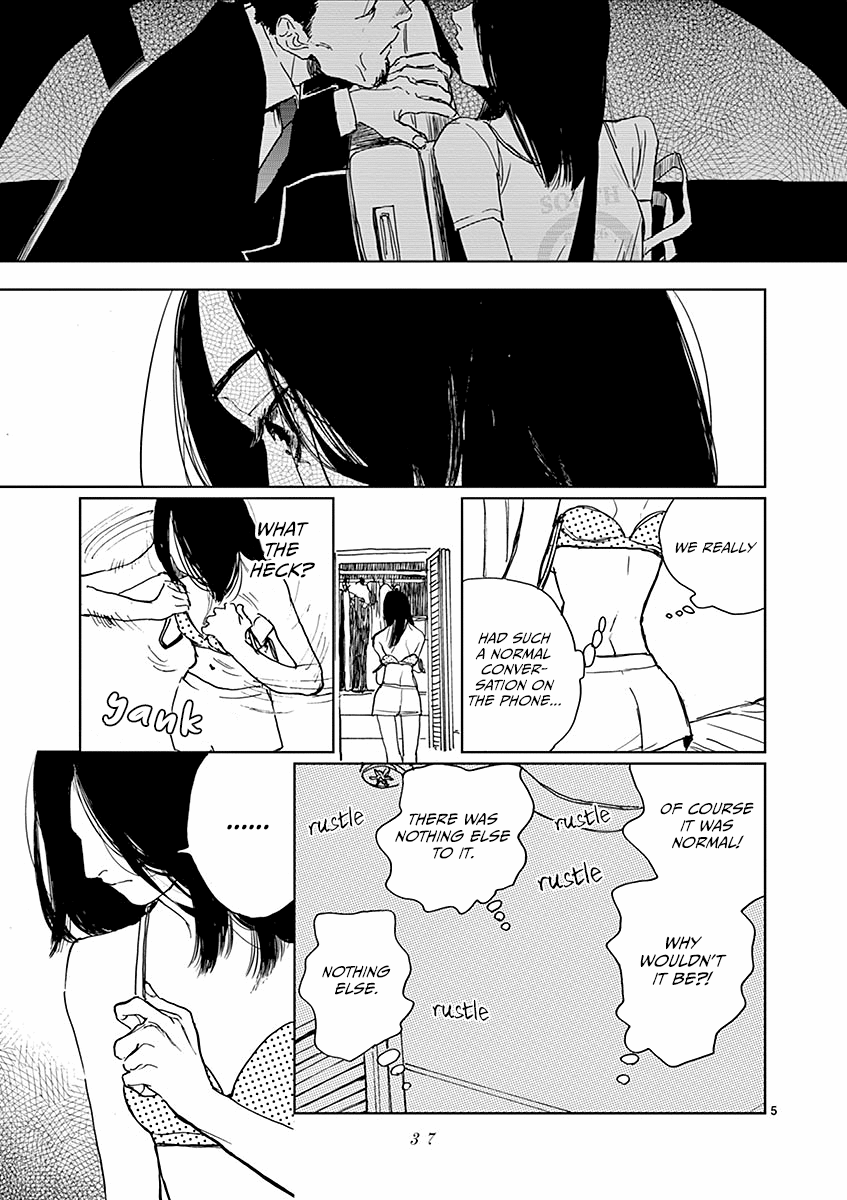 SOUTH
WE REALLY
HAD SUCH
A NORMAL
CONVER-
SATION ON
THE PHONE...
WHAT
THE
HECK?
yank
OF COURSE
IT WAS
NORMAL!
WHY
WOULDN'T
IT BE?!
rustle
THERE WAS
NOTHING ELSE
TO IT.
rustle
rustle
NOTHING
ELSE.
rustle
......
5
37